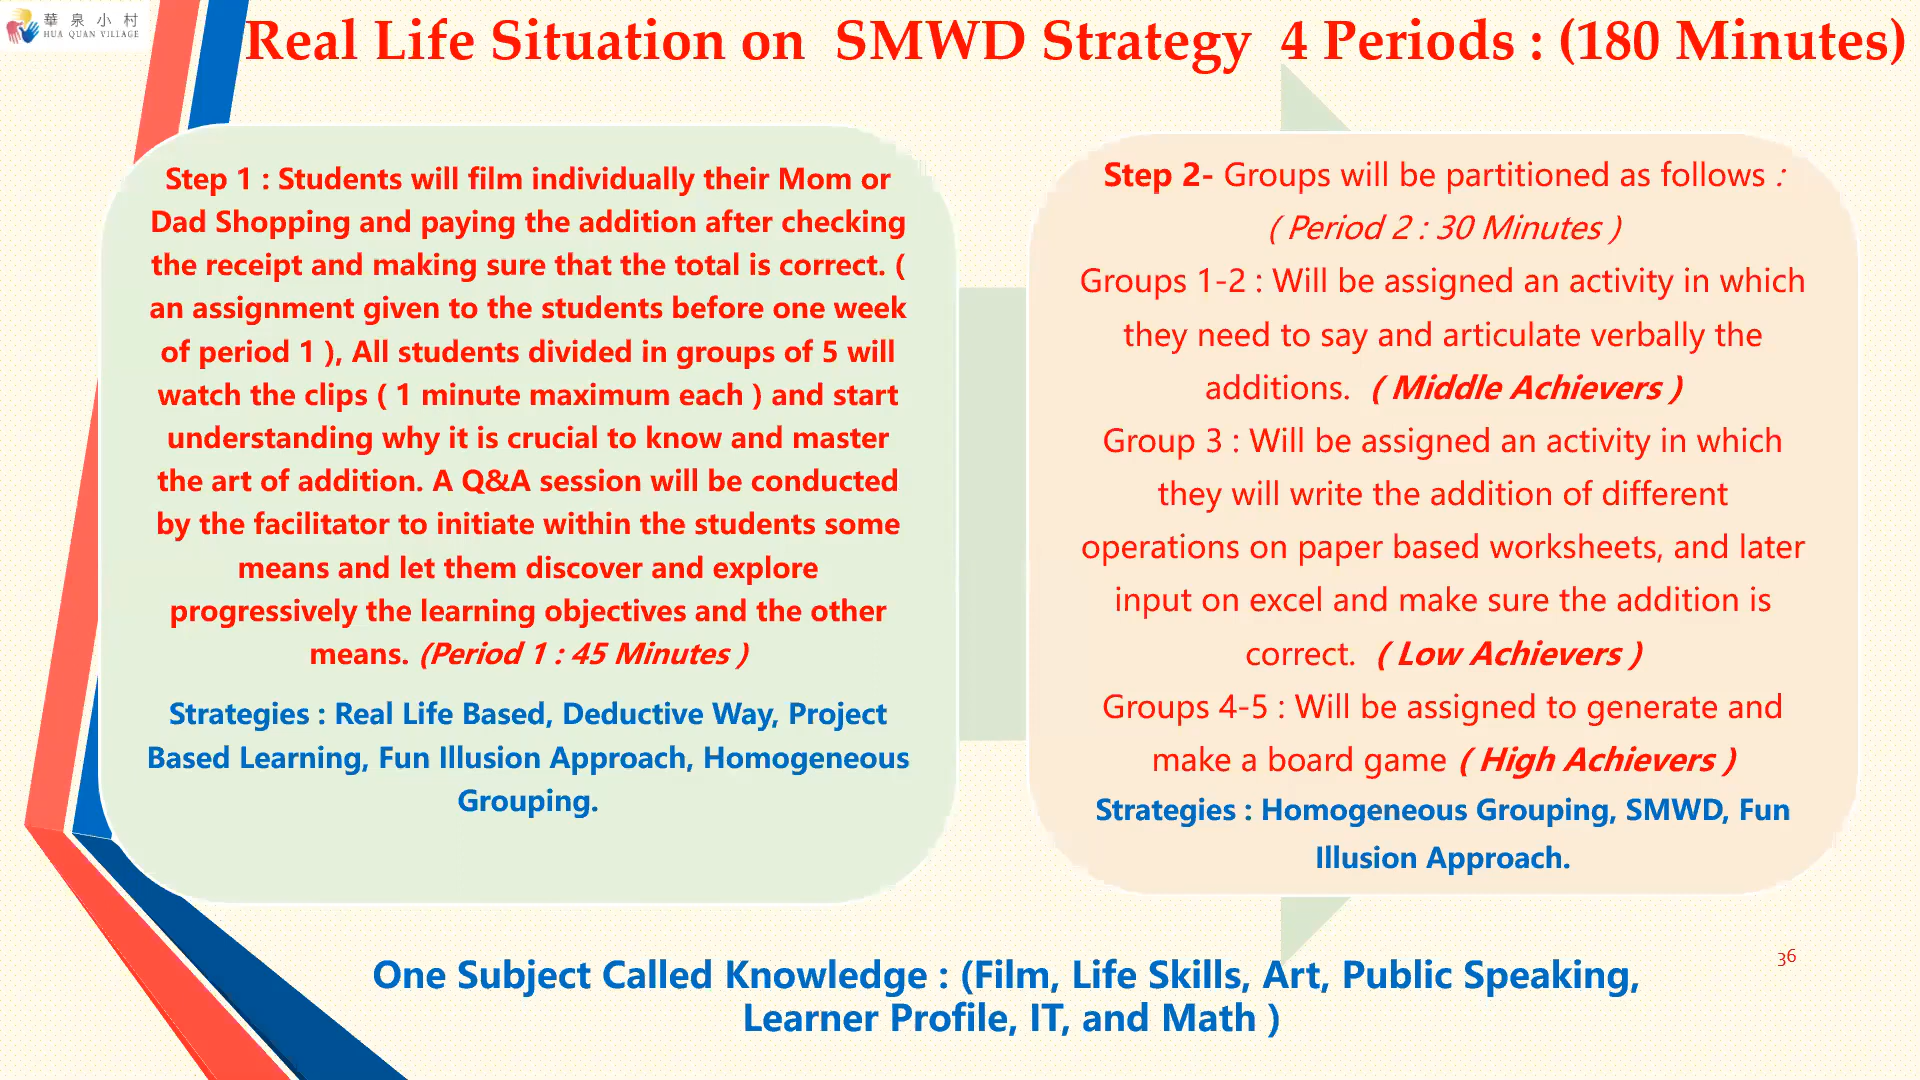 華泉小村
HUA QUAN VILLAGE
Real Life Situation on SMWD Strategy 4 Periods : (180 Minutes)
Step 1 : Students will film individually their Mom or
Dad Shopping and paying the addition after checking
the receipt and making sure that the total is correct. (
an assignment given to the students before one week
of period 1 ), All students divided in groups of 5 will
watch the clips ( 1 minute maximum each ) and start
understanding why it is crucial to know and master
the art of addition. A Q&A session will be conducted
by the facilitator to initiate within the students some
means and let them discover and explore
progressively the learning objectives and the other
means. (Period 1 : 45 Minutes )
Strategies : Real Life Based, Deductive Way, Project
Based Learning, Fun Illusion Approach, Homogeneous
Grouping.
Step 2- Groups will be partitioned as follows :
( Period 2 : 30 Minutes )
Groups 1-2 : Will be assigned an activity in which
they need to say and articulate verbally the
additions. ( Middle Achievers )
Group 3 : Will be assigned an activity in which
they will write the addition of different
operations on paper based worksheets, and later
input on excel and make sure the addition is
correct. ( Low Achievers )
Groups 4-5 : Will be assigned to generate and
make a board game ( High Achievers )
Strategies : Homogeneous Grouping, SMWD, Fun
Illusion Approach.
36
One Subject Called Knowledge : (Film, Life Skills, Art, Public Speaking,
Learner Profile, IT, and Math )